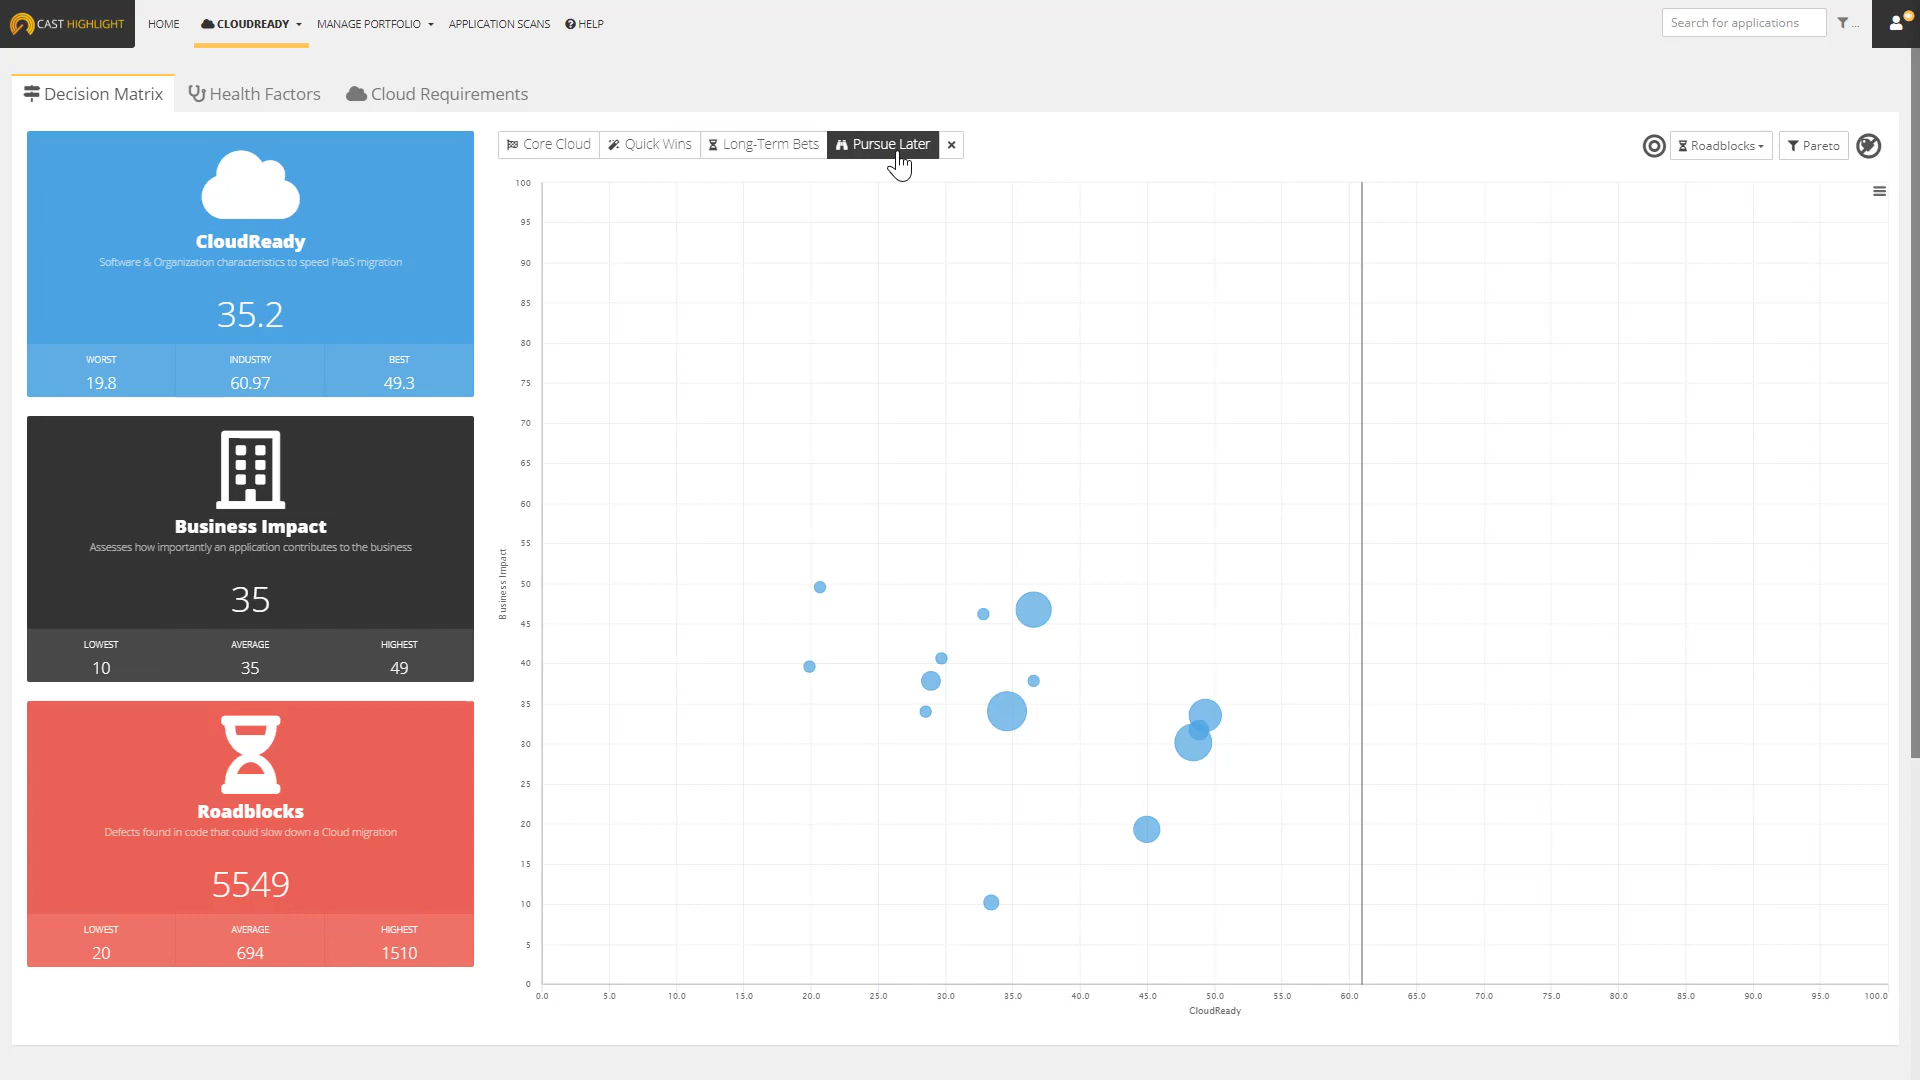 CAST HIGHLIGHT
HOME
CLOUDREADY
MANAGE PORTFOLIO
APPLICATION SCANS
HELP
Search for applications
...
Decision Matrix
Health Factors
Cloud Requirements
CloudReady
Software & Organization characteristics to speed PaaS migration
35.2
WORST INDUSTRY BEST
19.8 60.97 49.3
Business Impact
Assesses how importantly an application contributes to the business
35
LOWEST AVERAGE HIGHEST
10 35 49
Roadblocks
Defects found in code that could slow down a Cloud migration
5549
LOWEST AVERAGE HIGHEST
20 694 1510
Core Cloud
Quick Wins
Long-Term Bets
Pursue Later
×
Roadblocks
Pareto
100
95
90
85
80
75
70
65
60
55
50
45
40
35
30
25
20
15
10
5
0
Business Impact
0.0 5.0 10.0 15.0 20.0 25.0 30.0 35.0 40.0 45.0 50.0 55.0 60.0 65.0 70.0 75.0 80.0 85.0 90.0 95.0 100.0
CloudReady